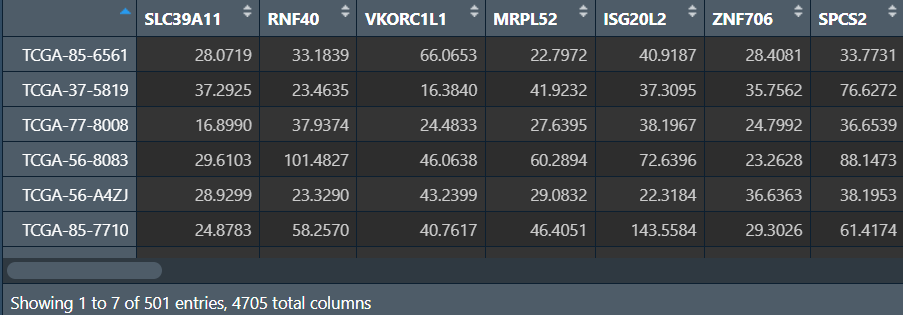 SLC39A11 RNF40 VKORC1L1 MRPL52 ISG20L2 ZNF706 SPCS2
TCGA-85-6561 28.0719 33.1839 66.0653 22.7972 40.9187 28.4081 33.7731
TCGA-37-5819 37.2925 23.4635 16.3840 41.9232 37.3095 35.7562 76.6272
TCGA-77-8008 16.8990 37.9374 24.4833 27.6395 38.1967 24.7992 36.6539
TCGA-56-8083 29.6103 101.4827 46.0638 60.2894 72.6396 23.2628 88.1473
TCGA-56-A4ZJ 28.9299 23.3290 43.2399 29.0832 22.3184 36.6363 38.1953
TCGA-85-7710 24.8783 58.2570 40.7617 46.4051 143.5584 29.3026 61.4174
Showing 1 to 7 of 501 entries, 4705 total columns